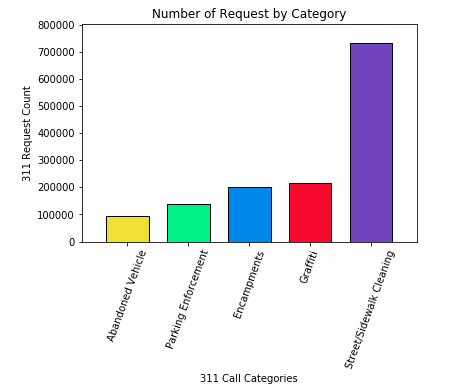 Number of Request by Category
311 Request Count
800000
700000
600000
500000
400000
300000
200000
100000
0
Abandoned Vehicle
Parking Enforcement
Encampments
Graffiti
Street/Sidewalk Cleaning
311 Call Categories